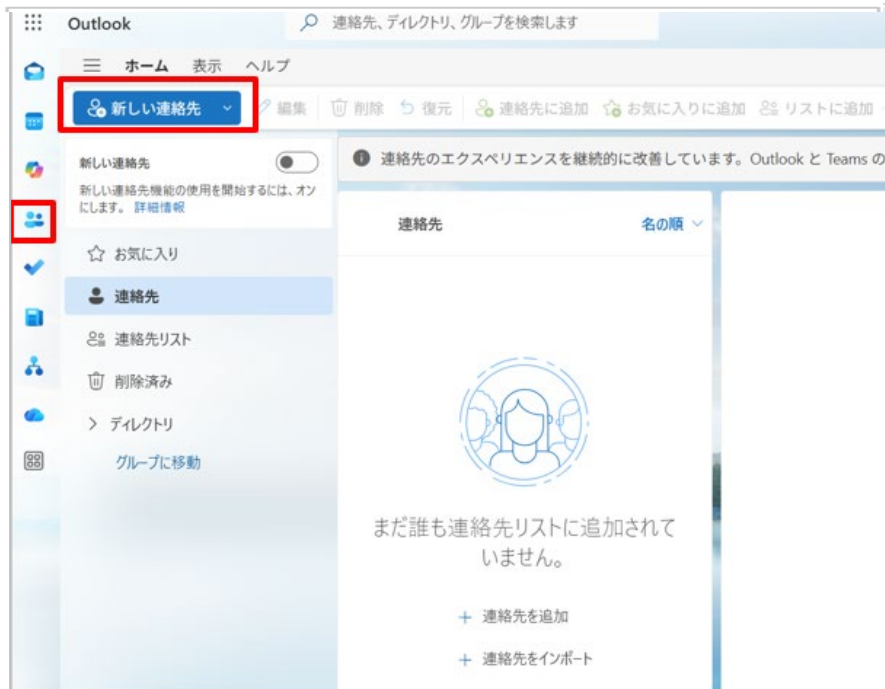 Outlook
連絡先、ディレクトリ、グループを検索します
ホーム 表示 ヘルプ
新しい連絡先 編集 削除 復元 連絡先に追加 お気に入りに追加 リストに追加
新しい連絡先
新しい連絡先機能の使用を開始するには、オン
にします。 詳細情報
連絡先のエクスペリエンスを継続的に改善しています。Outlook と Teams の
連絡先 名の順
お気に入り
連絡先
連絡先リスト
削除済み
ディレクトリ
グループに移動
まだ誰も連絡先リストに追加されて
いません。
+ 連絡先を追加
+ 連絡先をインポート